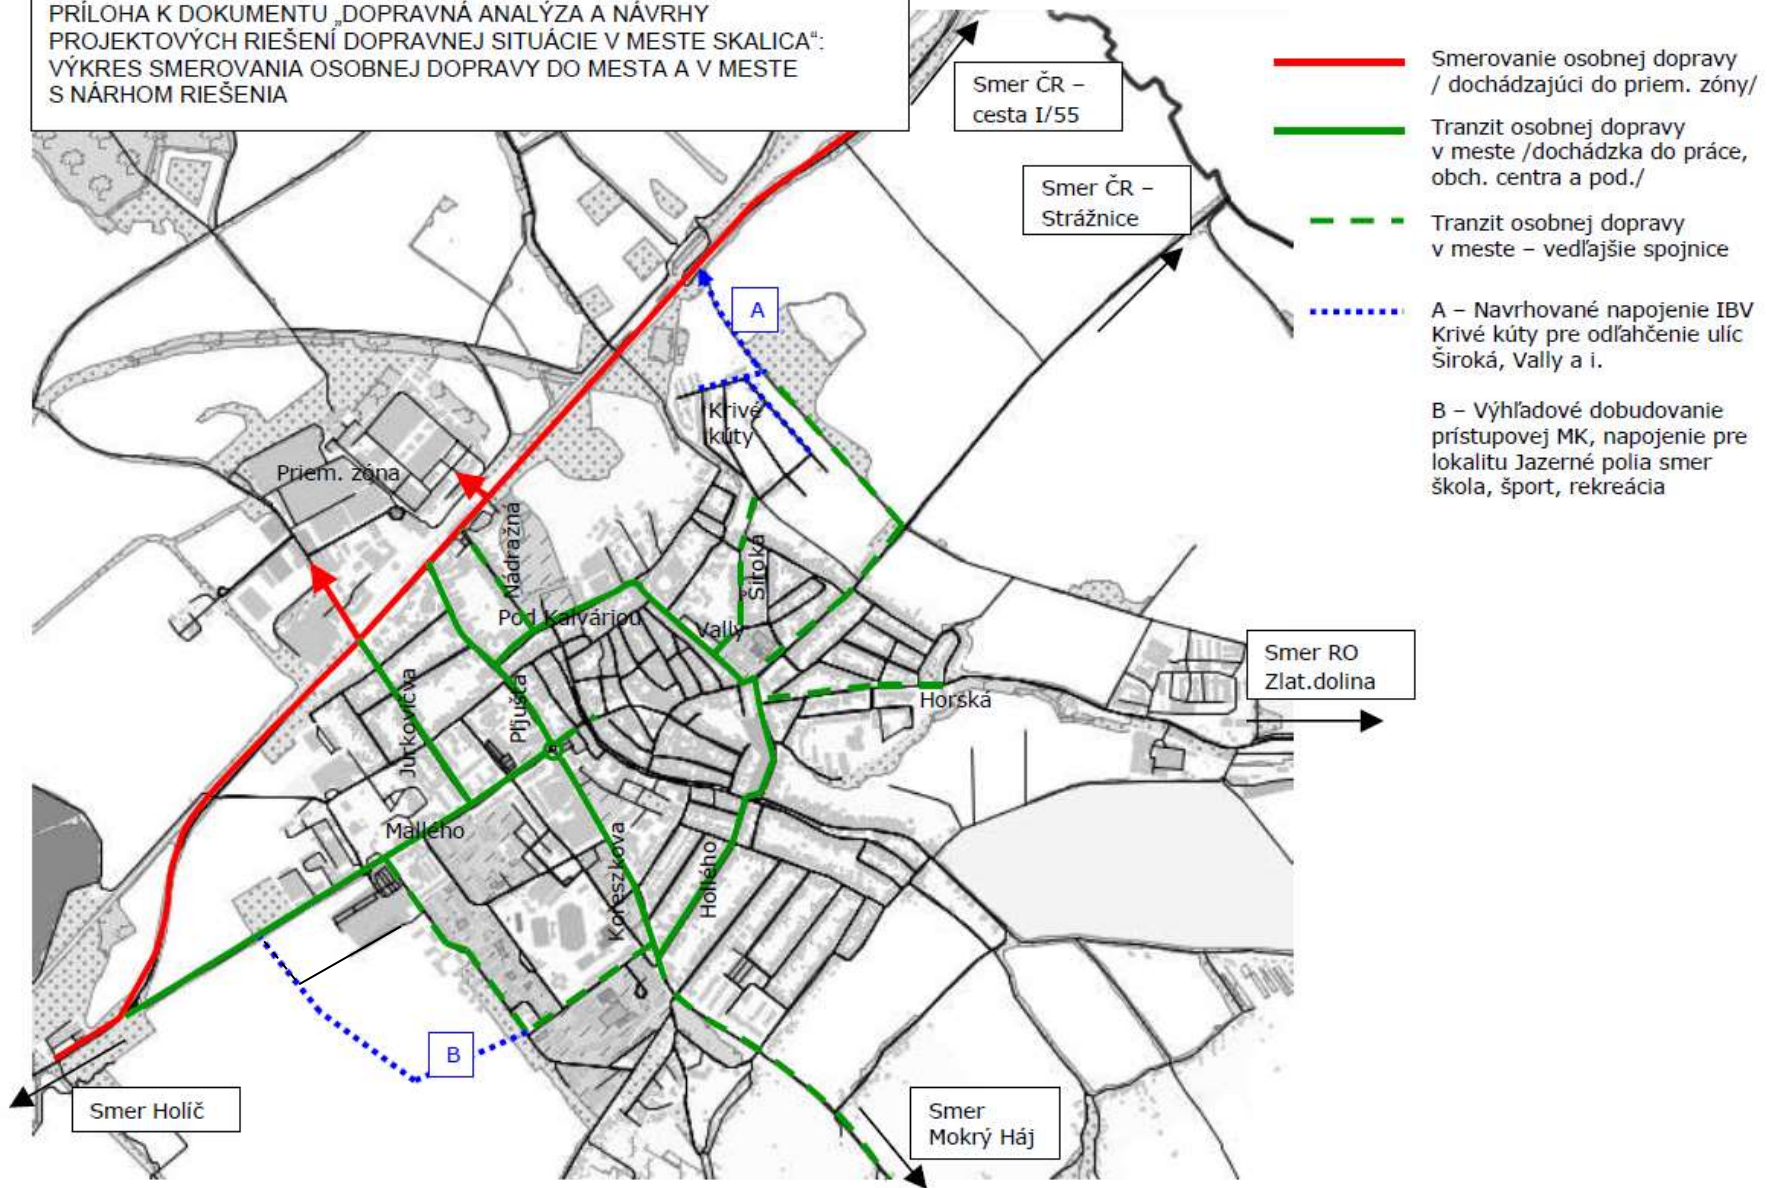 PRÍLOHA K DOKUMENTU „DOPRAVNÁ ANALÝZA A NÁVRHY
PROJEKTOVÝCH RIEŠENÍ DOPRAVNEJ SITUÁCIE V MESTE SKALICA“:
VÝKRES SMEROVANIA OSOBNEJ DOPRAVY DO MESTA A V MESTE
S NÁRHOM RIEŠENIA
Smer ČR –
cesta I/55
Smer ČR –
Strážnice
Smerovanie osobnej dopravy
/ dochádzajúci do priem. zóny/
Tranzit osobnej dopravy
v meste /dochádzka do práce,
obch. centra a pod./
Tranzit osobnej dopravy
v meste – vedľajšie spojnice
A – Navrhované napojenie IBV
Krivé kúty pre odľahčenie ulíc
Široká, Vally a i.
B – Výhľadové dobudovanie
prístupovej MK, napojenie pre
lokalitu Jazerné polia smer
škola, šport, rekreácia
A
Krivé
kúty
Priem. zóna
Nádražná
Široká
Pod Kalváriou
Vally
Smer RO
Zlat.dolina
Horská
Jurkovičva
Pľjušťa
Mallého
Koreszkova
Hollého
B
Smer Holíč
Smer
Mokrý Háj